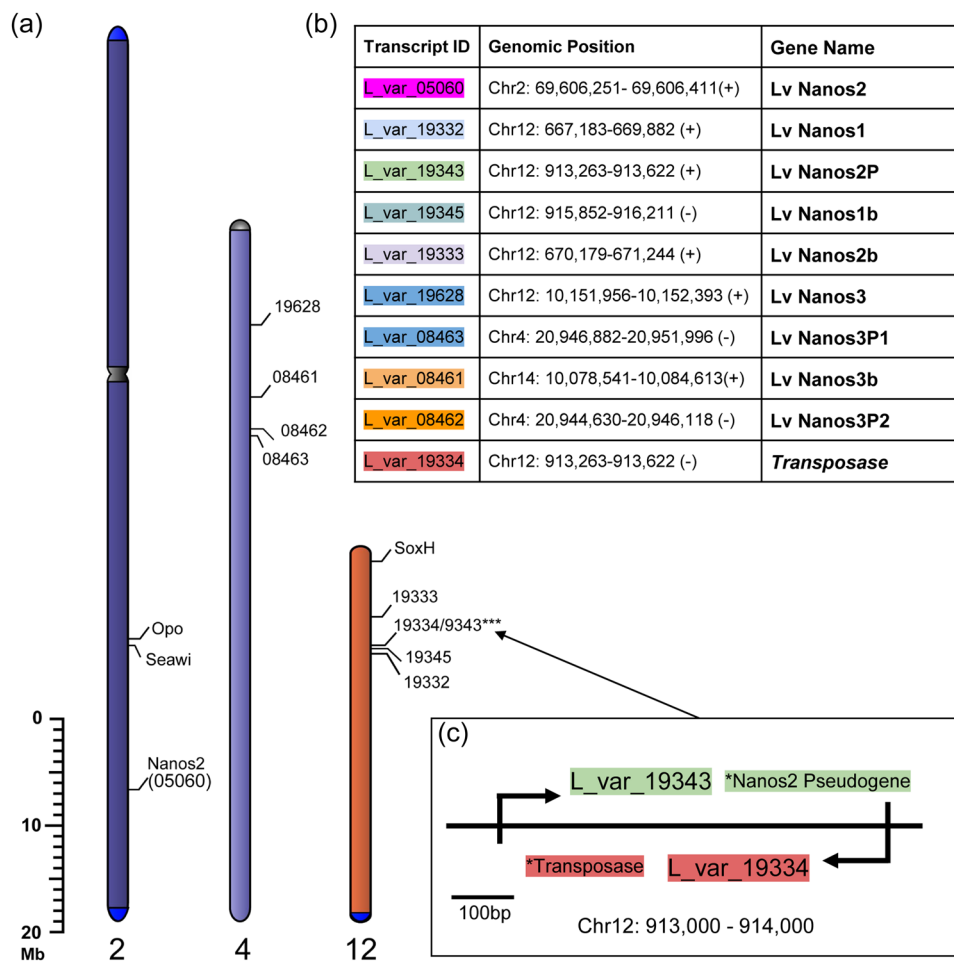 (a)
(b)
Transcript ID Genomic Position Gene Name
L_var_05060 Chr2: 69,606,251- 69,606,411(+) Lv Nanos2
L_var_19332 Chr12: 667,183-669,882 (+) Lv Nanos1
L_var_19343 Chr12: 913,263-913,622 (+) Lv Nanos2P
L_var_19345 Chr12: 915,852-916,211 (-) Lv Nanos1b
L_var_19333 Chr12: 670,179-671,244 (+) Lv Nanos2b
L_var_19628 Chr12: 10,151,956-10,152,393 (+) Lv Nanos3
L_var_08463 Chr4: 20,946,882-20,951,996 (-) Lv Nanos3P1
L_var_08461 Chr14: 10,078,541-10,084,613(+) Lv Nanos3b
L_var_08462 Chr4: 20,944,630-20,946,118 (-) Lv Nanos3P2
L_var_19334 Chr12: 913,263-913,622 (-) Transposase
19628
08461
08462
08463
Opo
Seawi
Nanos2
(05060)
SoxH
19333
19334/9343***
19345
19332
0
10
20
Mb
2
4
12
(c)
L_var_19343 *Nanos2 Pseudogene
*Transposase L_var_19334
100bp
Chr12: 913,000 - 914,000